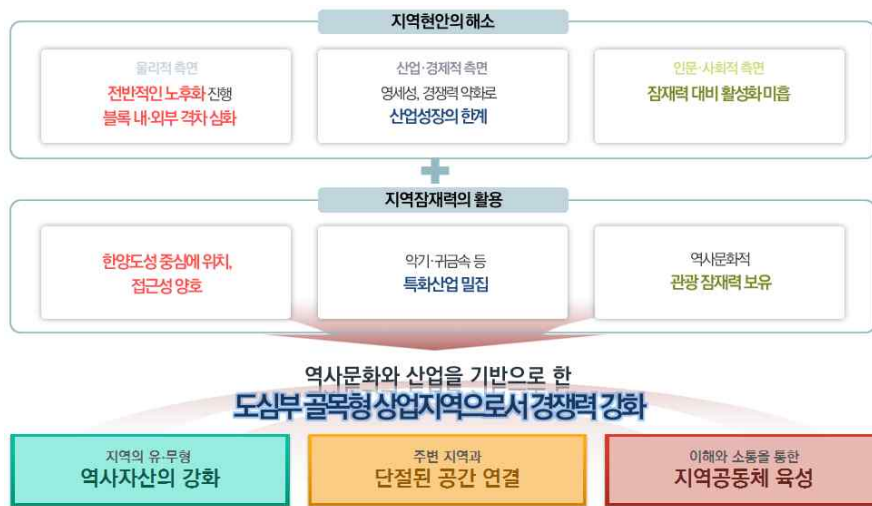 지역현안의 해소
물리적 측면
전반적인 노후화 진행
블록 내·외부 격차 심화
산업·경제적 측면
영세성, 경쟁력 약화로
산업성장의 한계
인문·사회적 측면
잠재력 대비 활성화 미흡
지역잠재력의 활용
한양도성 중심에 위치,
접근성 양호
악기·귀금속 등
특화산업 밀집
역사문화적
관광 잠재력 보유
역사문화와 산업을 기반으로 한
도심부 골목형 상업지역으로서 경쟁력 강화
지역의 유·무형
역사자산의 강화
주변 지역과
단절된 공간 연결
이해와 소통을 통한
지역공동체 육성